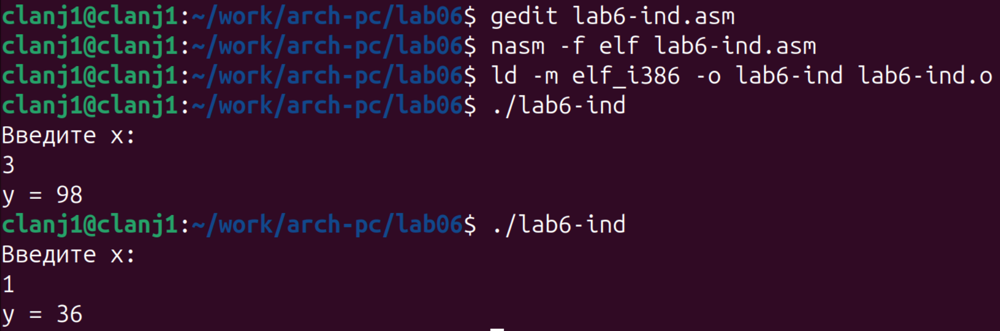 clanj1@clanj1:~/work/arch-pc/lab06$ gedit lab6-ind.asm
clanj1@clanj1:~/work/arch-pc/lab06$ nasm -f elf lab6-ind.asm
clanj1@clanj1:~/work/arch-pc/lab06$ ld -m elf_i386 -o lab6-ind lab6-ind.o
clanj1@clanj1:~/work/arch-pc/lab06$ ./lab6-ind
Введите x:
3
y = 98
clanj1@clanj1:~/work/arch-pc/lab06$ ./lab6-ind
Введите x:
1
y = 36